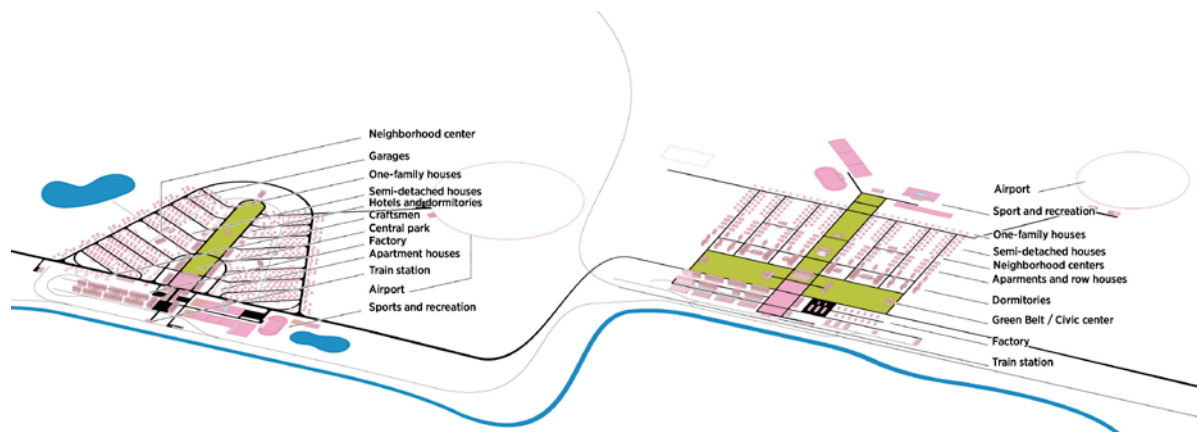 Neighborhood center
Garages
One-family houses
Semi-detached houses
Hotels and dormitories
Craftsmen
Central park
Factory
Apartment houses
Train station
Airport
Sports and recreation
Airport
Sport and recreation
One-family houses
Semi-detached houses
Neighborhood centers
Aparments and row houses
Dormitories
Green Belt / Civic center
Factory
Train station